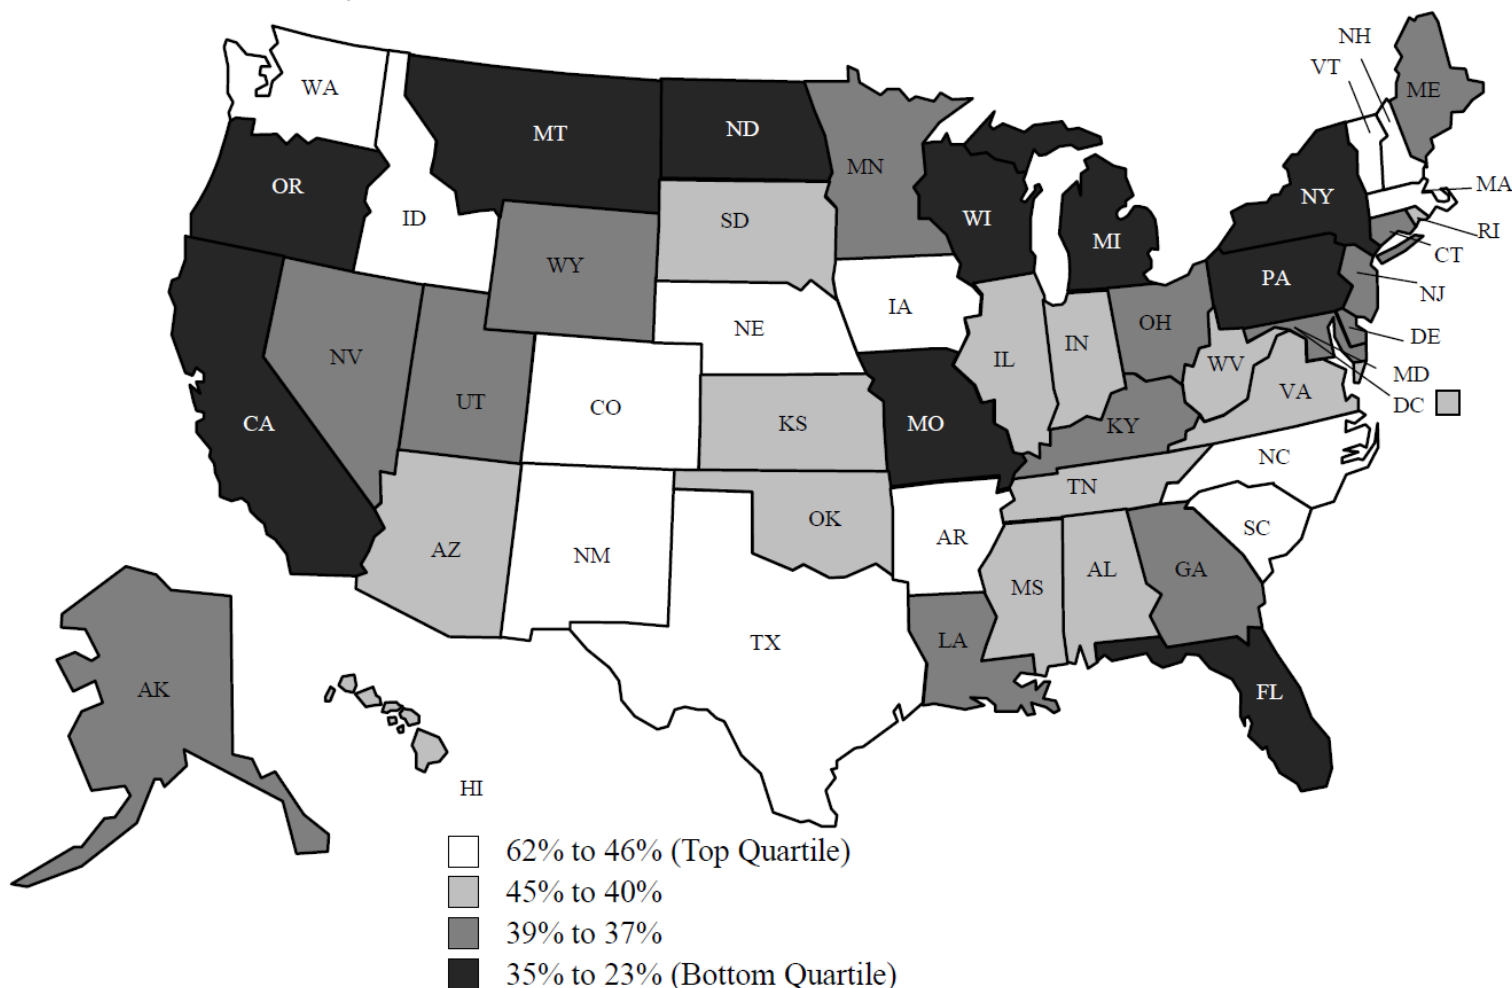 NH
VT
ME
WA
MT
ND
MN
OR
ID
SD
WI
MI
NY
MA
RI
CT
WY
PA
NJ
IA
NE
OH
DE
NV
IL
IN
WV
MD
UT
CO
VA
DC
KS
MO
KY
CA
NC
TN
OK
SC
AZ
NM
AR
MS
AL
GA
TX
LA
AK
FL
HI
62% to 46% (Top Quartile)
45% to 40%
39% to 37%
35% to 23% (Bottom Quartile)